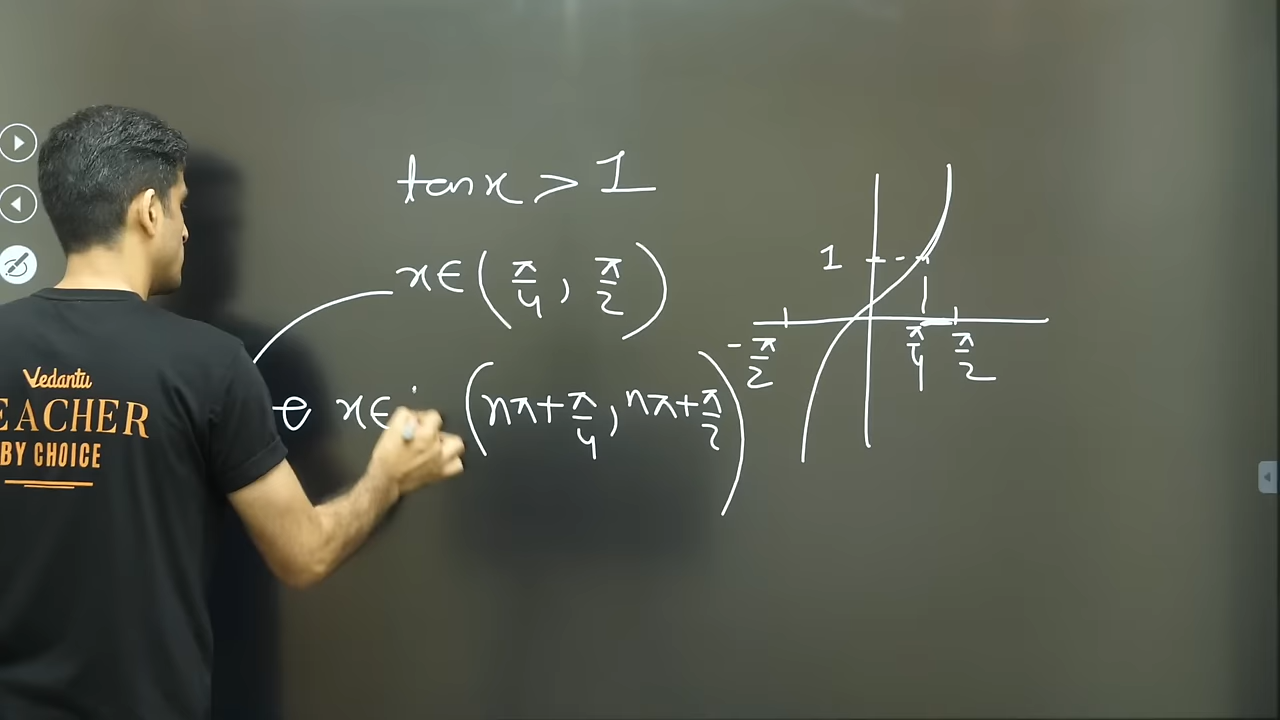 tan x > 1
x ∈ (π/4, π/2)
x ∈ (nπ + π/4, nπ + π/2)
1
-π/2
π/4
π/2
Vedantu
EACHER
BY CHOICE